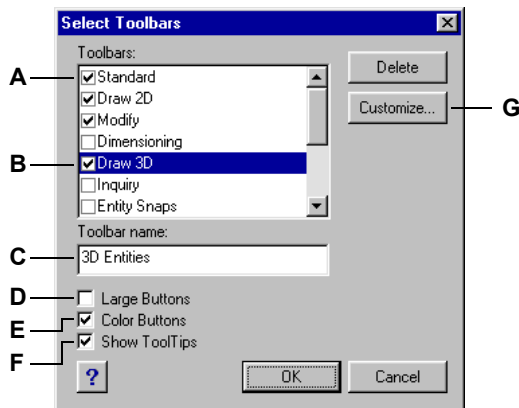 Select Toolbars
Toolbars:
A
Standard
Delete
Draw 2D
Modify
Customize...
G
Dimensioning
B
Draw 3D
Inquiry
Entity Snaps
Toolbar name:
C
3D Entities
D
Large Buttons
E
Color Buttons
F
Show ToolTips
?
OK
Cancel